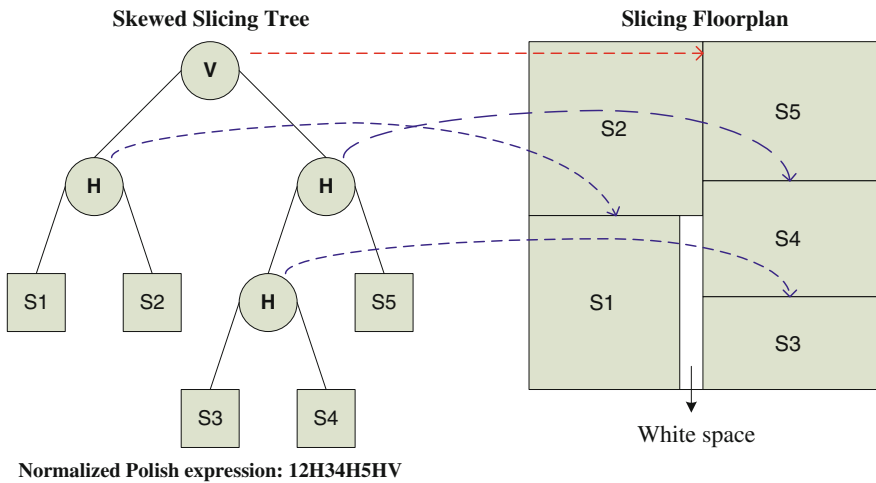 Skewed Slicing Tree
Slicing Floorplan
V
H
H
S1
S2
H
S5
S3
S4
S2
S5
S4
S1
S3
White space
Normalized Polish expression: 12H34H5HV